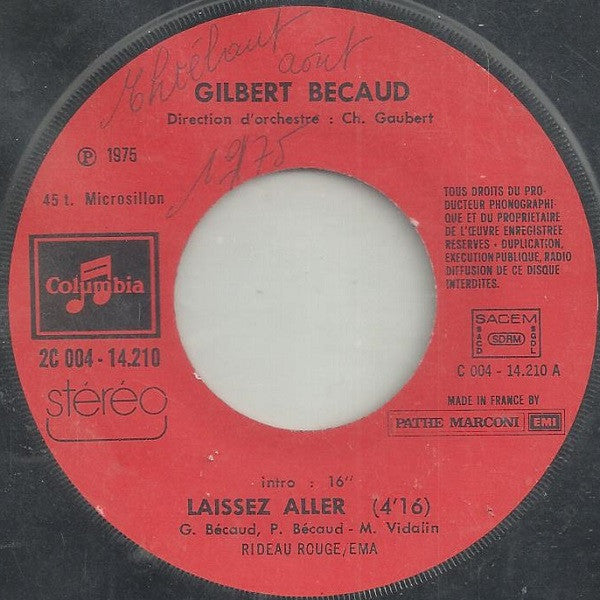 août
GILBERT BECAUD
Direction d'orchestre : Ch. Gaubert
1975
Ⓟ 1975
45 t. Microsillon
Columbia
2C 004 - 14.210
stéréo
TOUS DROITS DU PRO-
DUCTEUR PHONOGRAPHI-
QUE ET DU PROPRIETAIRE
DE L'ŒUVRE ENREGISTREE
RESERVES - DUPLICATION,
EXECUTION PUBLIQUE, RADIO
DIFFUSION DE CE DISQUE
INTERDITES.
SACEM
SACD
SDRM
SGDL
C 004 - 14.210 A
MADE IN FRANCE BY
PATHE MARCONI EMI
intro : 16''
LAISSEZ ALLER (4'16)
G. Bécaud, P. Bécaud - M. Vidalin
RIDEAU ROUGE/EMA